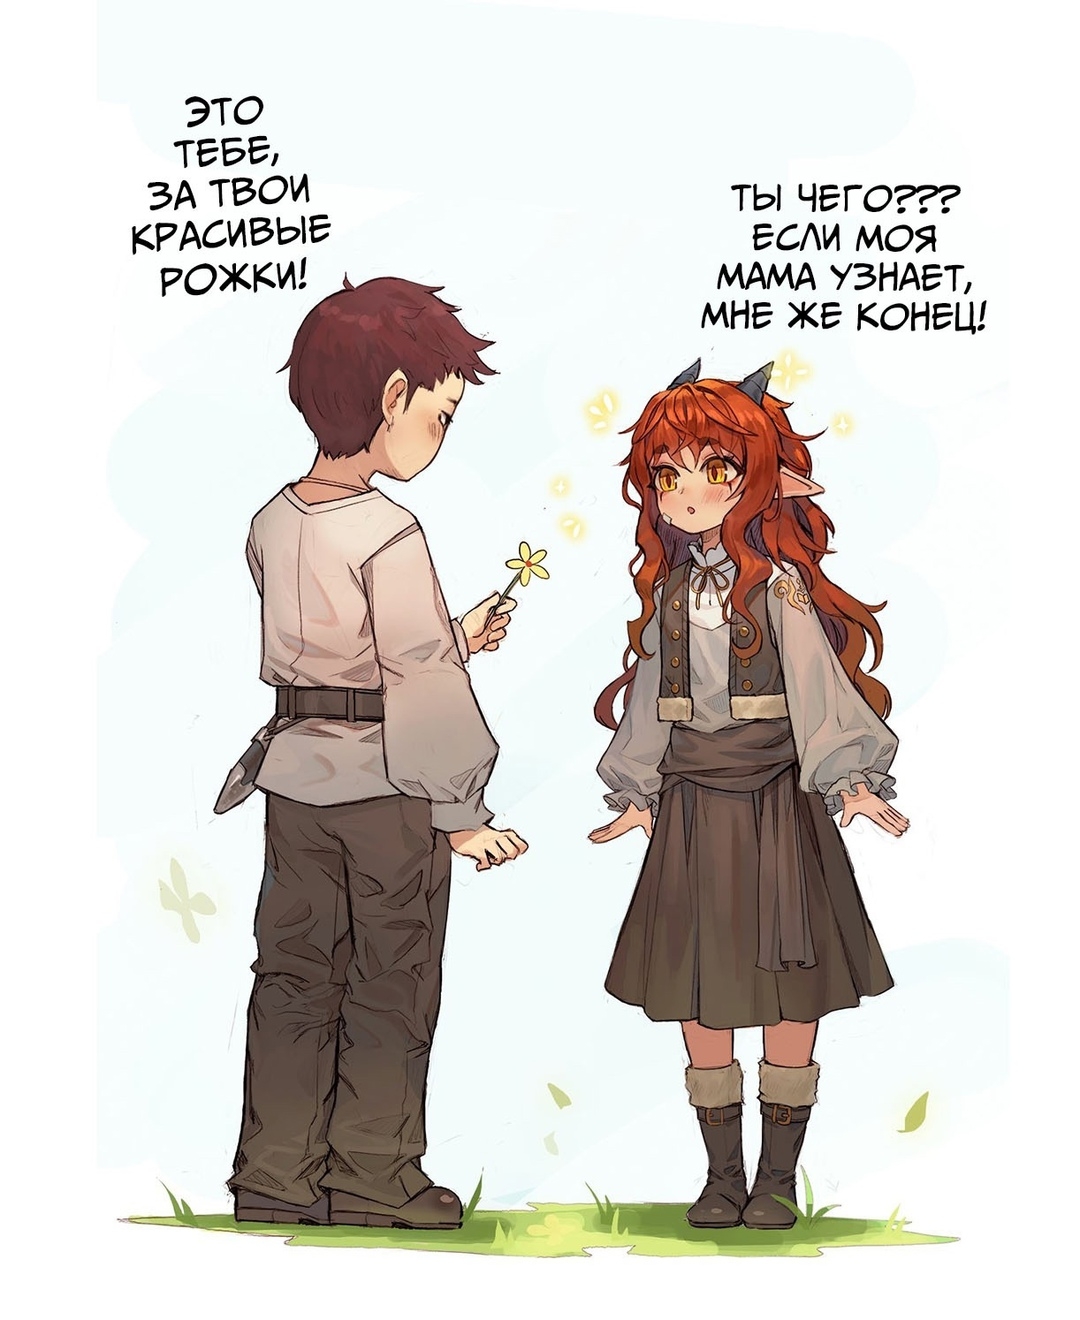 ЭТО
ТЕБЕ,
ЗА ТВОИ
КРАСИВЫЕ
РОЖКИ!
ТЫ ЧЕГО???
ЕСЛИ МОЯ
МАМА УЗНАЕТ,
МНЕ ЖЕ КОНЕЦ!